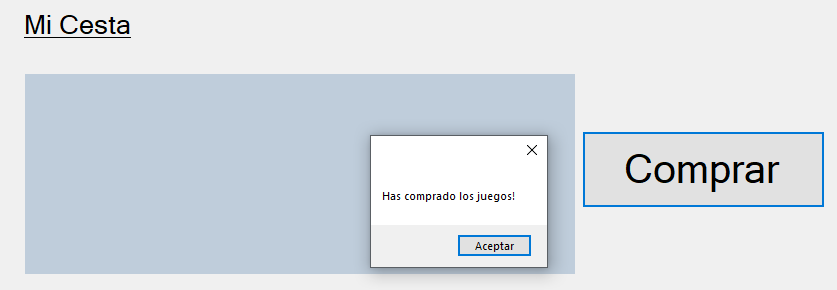 Mi Cesta
Has comprado los juegos!
Aceptar
Comprar